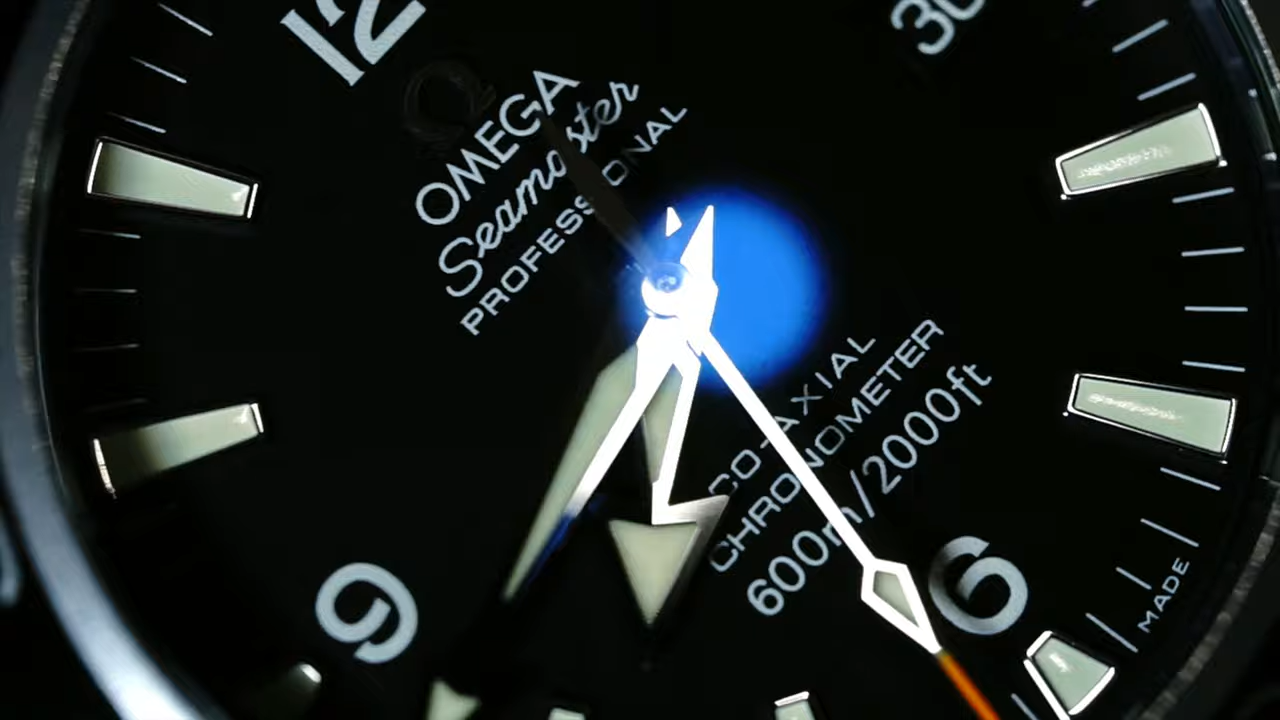 12
30
OMEGA
Seamaster
PROFESSIONAL
CO-AXIAL
CHRONOMETER
600m/2000ft
6
9
MADE